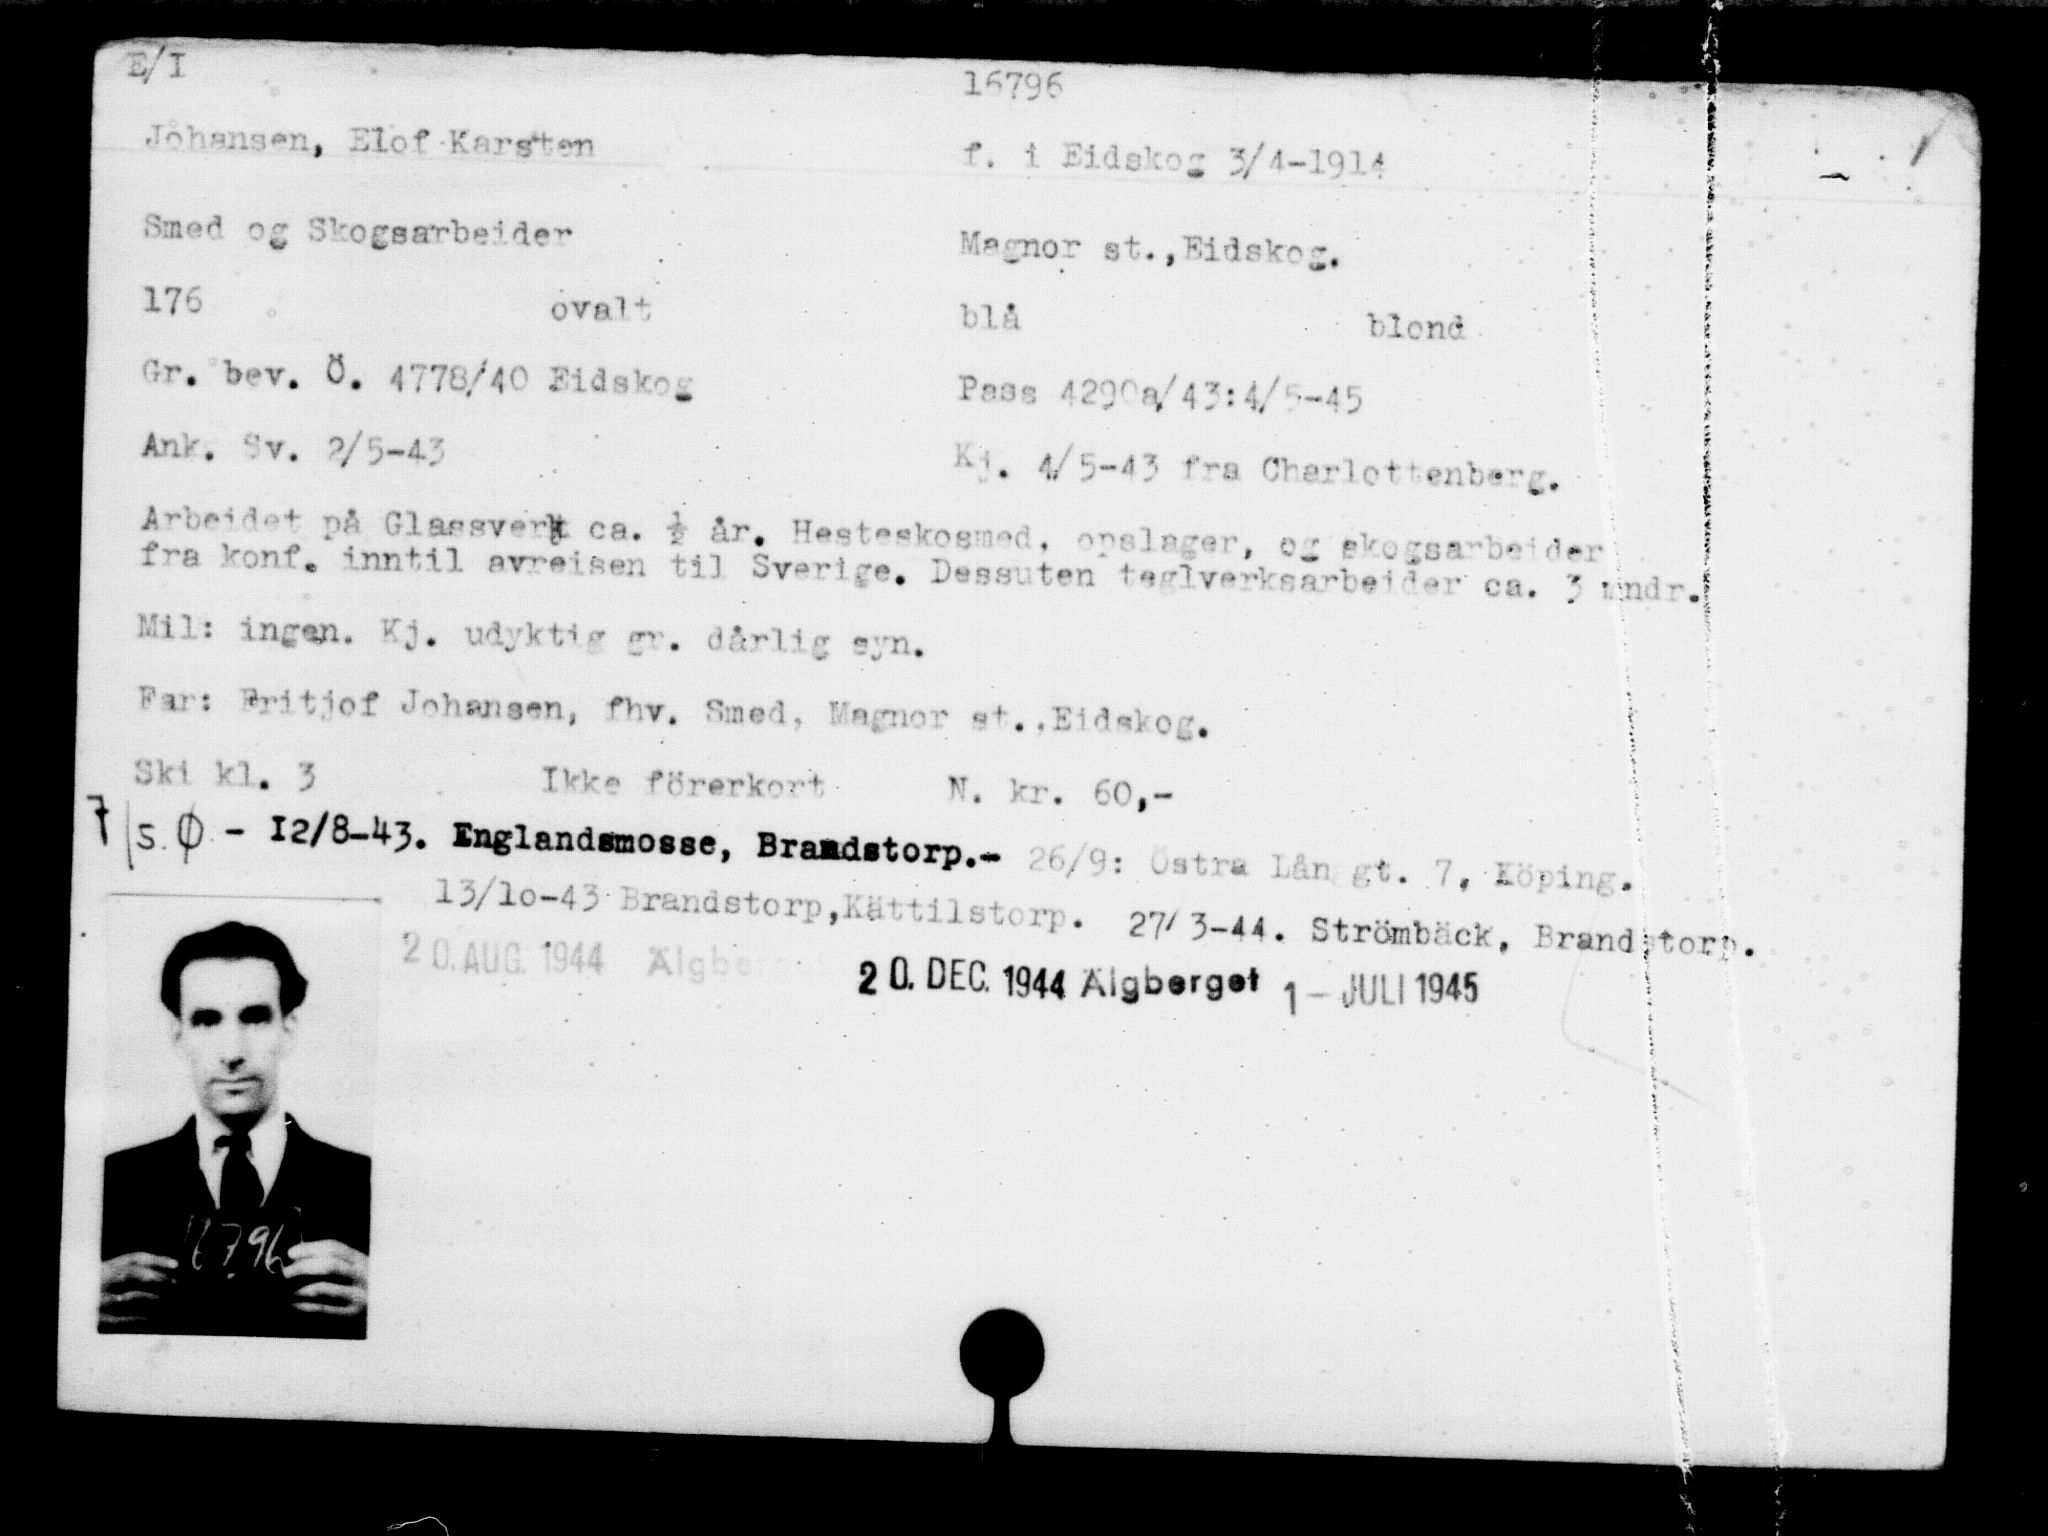 E/I 16796
Johansen, Elof Karsten f. i Eidskog 3/4-1914
Smed og Skogsarbeider Magnor st.,Eidskog.
176 ovalt blå blond
Gr. bev. Ö. 4778/40 Eidskog Pass 4290a/43:4/5-45
Ank. Sv. 2/5-43 Kj. 4/5-43 fra Charlottenberg.
Arbeidet på Glassverk ca. ½ år. Hesteskosmed, opslager, og skogsarbeider
fra konf. inntil avreisen til Sverige. Dessuten teglverksarbeider ca. 3 mndr.
Mil: ingen. Kj. udyktig gr. dårlig syn.
Far: Fritjof Johansen, fhv. Smed, Magnor st.,Eidskog.
Ski kl. 3 Ikke förerkort N. kr. 60,-
7/s. Ø - 12/8-43. Englandsmosse, Brandstorp.- 26/9: Östra Långgt. 7, Köping.
13/10-43 Brandstorp,Kättilstorp. 27/3-44. Strömbäck, Brandstorp.
20. AUG. 1944 Älgberget 20. DEC. 1944 Älgberget 1 - JULI 1945
16796